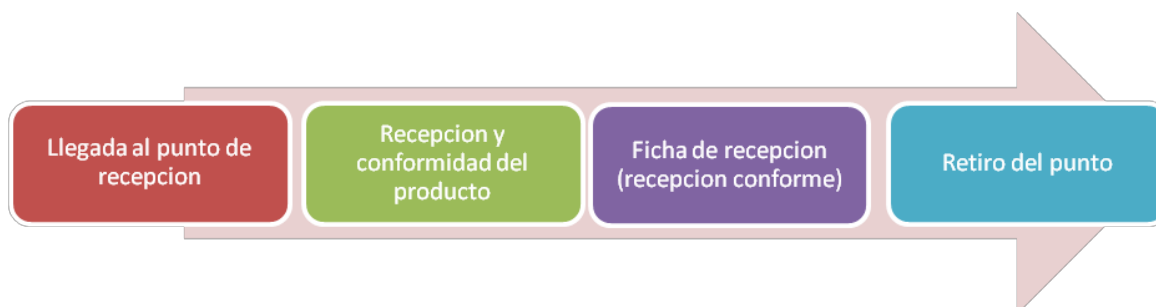 Llegada al punto de
recepcion
Recepcion y
conformidad del
producto
Ficha de recepcion
(recepcion conforme)
Retiro del punto